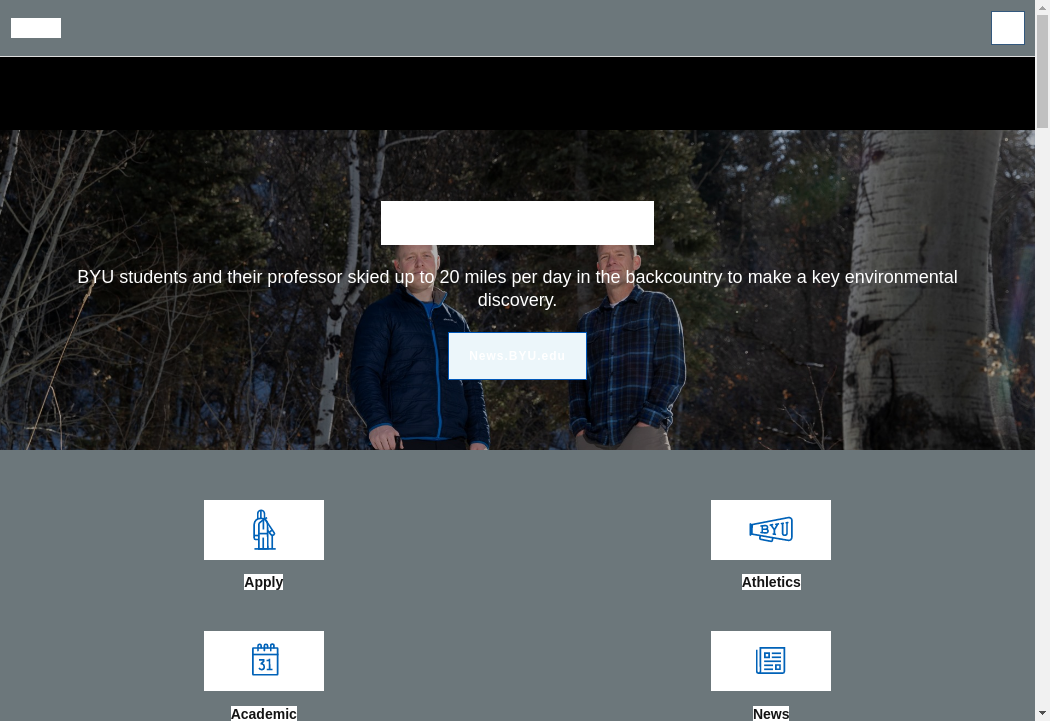 BYU students and their professor skied up to 20 miles per day in the backcountry to make a key environmental
discovery.
News.BYU.edu
BYU
Apply
Athletics
31
Academic
News